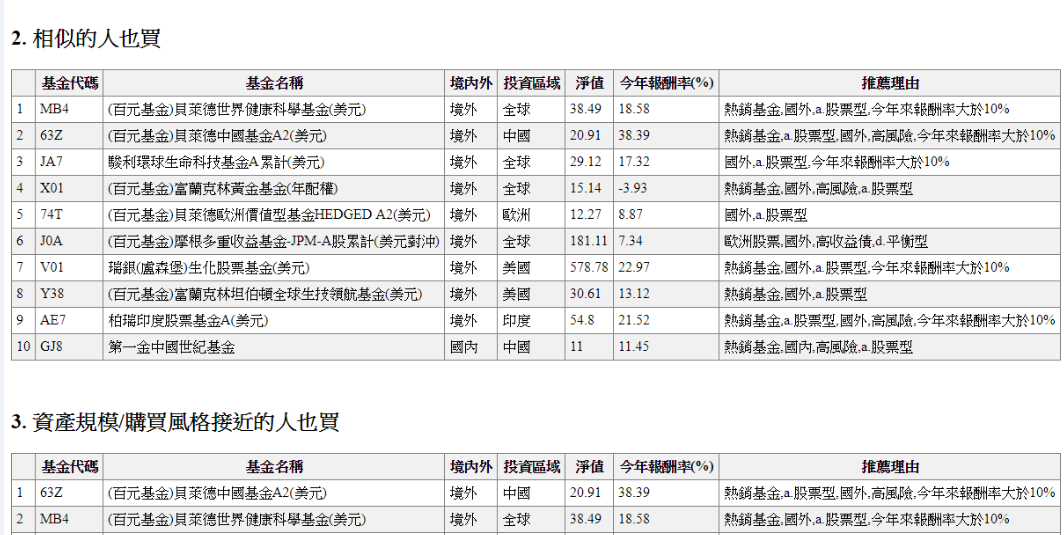 2. 相似的人也買
基金代碼 基金名稱 境內外 投資區域 淨值 今年報酬率(%) 推薦理由
1 MB4 (百元基金)貝萊德世界健康科學基金(美元) 境外 全球 38.49 18.58 熱銷基金,國外,a.股票型,今年來報酬率大於10%
2 63Z (百元基金)貝萊德中國基金A2(美元) 境外 中國 20.91 38.39 熱銷基金,a.股票型,國外,高風險,今年來報酬率大於10%
3 JA7 駿利環球生命科技基金A累計(美元) 境外 全球 29.12 17.32 國外,a.股票型,今年來報酬率大於10%
4 X01 (百元基金)富蘭克林黃金基金(年配權) 境外 全球 15.14 -3.93 熱銷基金,國外,高風險,a.股票型
5 74T (百元基金)貝萊德歐洲價值型基金HEDGED A2(美元) 境外 歐洲 12.27 8.87 國外,a.股票型
6 J0A (百元基金)摩根多重收益基金-JPM-A股累計(美元對沖) 境外 全球 181.11 7.34 歐洲股票,國外,高收益債,d.平衡型
7 V01 瑞銀(盧森堡)生化股票基金(美元) 境外 美國 578.78 22.97 熱銷基金,國外,a.股票型,今年來報酬率大於10%
8 Y38 (百元基金)富蘭克林坦伯頓全球生技領航基金(美元) 境外 美國 30.61 13.12 熱銷基金,國外,a.股票型
9 AE7 柏瑞印度股票基金A(美元) 境外 印度 54.8 21.52 熱銷基金,a.股票型,國外,高風險,今年來報酬率大於10%
10 GJ8 第一金中國世紀基金 國內 中國 11 11.45 熱銷基金,國內,高風險,a.股票型
3. 資產規模/購買風格接近的人也買
基金代碼 基金名稱 境內外 投資區域 淨值 今年報酬率(%) 推薦理由
1 63Z (百元基金)貝萊德中國基金A2(美元) 境外 中國 20.91 38.39 熱銷基金,a.股票型,國外,高風險,今年來報酬率大於10%
2 MB4 (百元基金)貝萊德世界健康科學基金(美元) 境外 全球 38.49 18.58 熱銷基金,國外,a.股票型,今年來報酬率大於10%